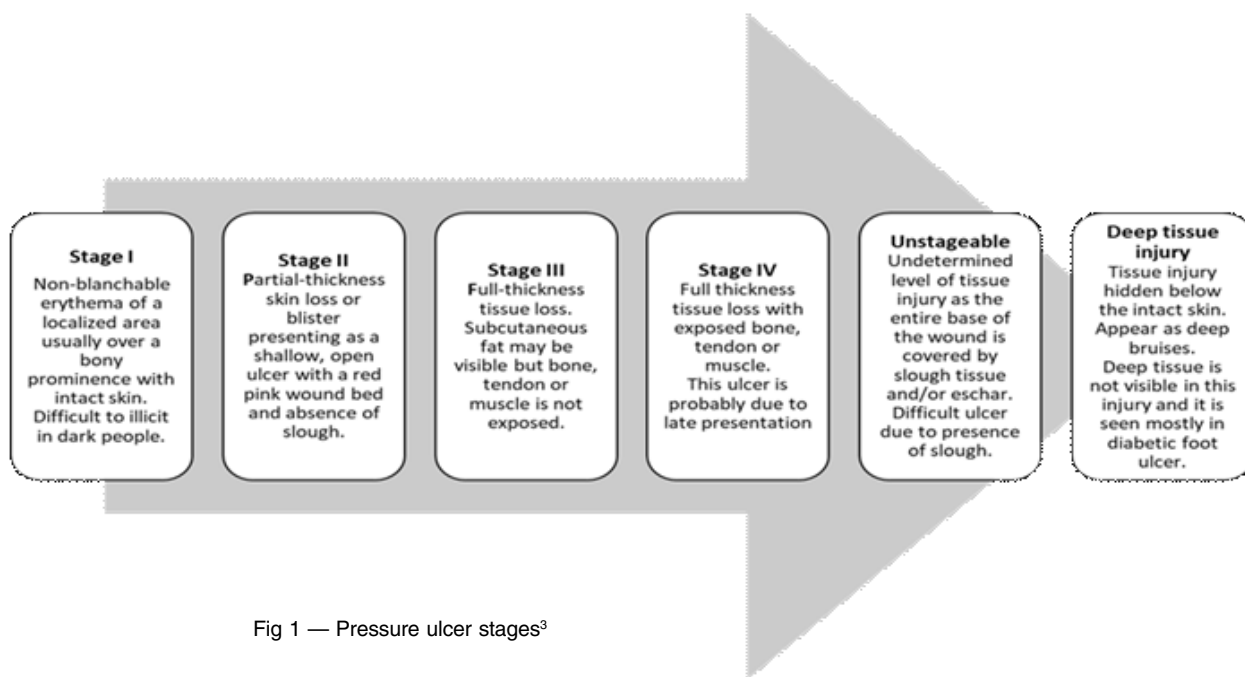 Stage I
Non-blanchable
erythema of a
localized area
usually over a
bony
prominence with
intact skin.
Difficult to illicit
in dark people.
Stage II
Partial-thickness
skin loss or
blister
presenting as a
shallow, open
ulcer with a red
pink wound bed
and absence of
slough.
Stage III
Full-thickness
tissue loss.
Subcutaneous
fat may be
visible but bone,
tendon or
muscle is not
exposed.
Stage IV
Full thickness
tissue loss with
exposed bone,
tendon or
muscle.
This ulcer is
probably due to
late presentation
Unstageable
Undetermined
level of tissue
injury as the
entire base of
the wound is
covered by
slough tissue
and/or eschar.
Difficult ulcer
due to presence
of slough.
Deep tissue
injury
Tissue injury
hidden below
the intact skin.
Appear as deep
bruises.
Deep tissue is
not visible in this
injury and it is
seen mostly in
diabetic foot
ulcer.
Fig 1 — Pressure ulcer stages³